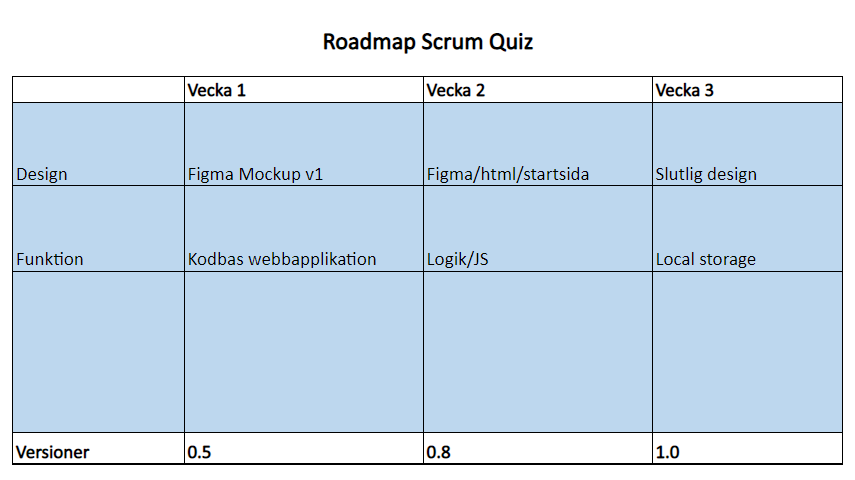 Roadmap Scrum Quiz
Vecka 1 Vecka 2 Vecka 3
Design Figma Mockup v1 Figma/html/startsida Slutlig design
Funktion Kodbas webbapplikation Logik/JS Local storage
Versioner 0.5 0.8 1.0